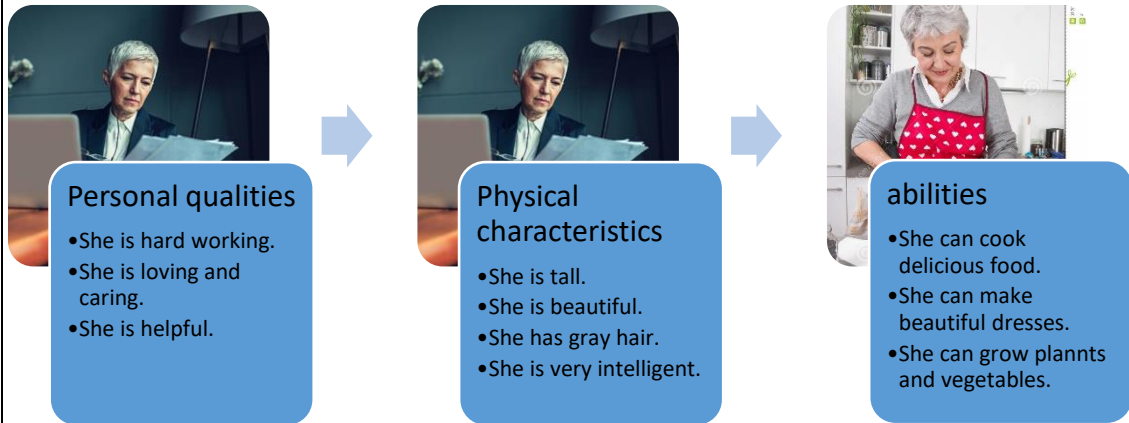 Personal qualities
•She is hard working.
•She is loving and
caring.
•She is helpful.
Physical
characteristics
•She is tall.
•She is beautiful.
•She has gray hair.
•She is very intelligent.
abilities
•She can cook
delicious food.
•She can make
beautiful dresses.
•She can grow plannts
and vegetables.